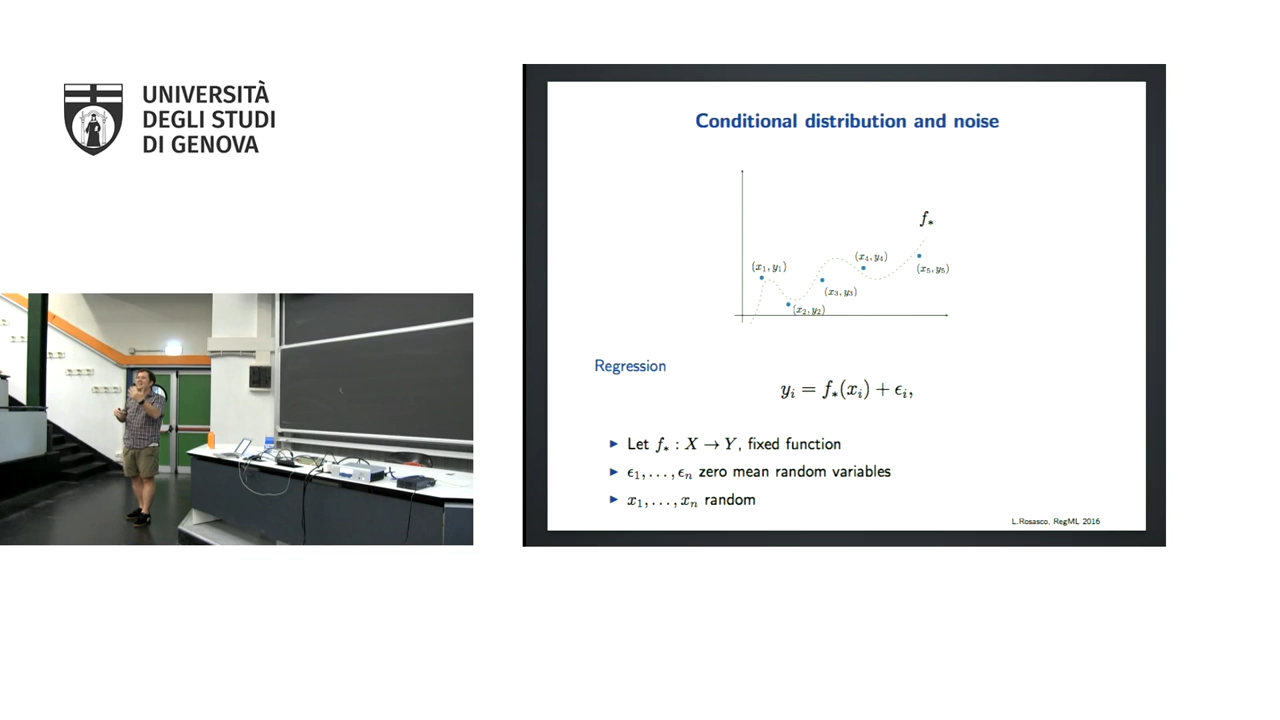 UNIVERSITÀ
DEGLI STUDI
DI GENOVA
Conditional distribution and noise
f∗
(x₁, y₁)
(x₂, y₂)
(x₃, y₃)
(x₄, y₄)
(x₅, y₅)
Regression
yᵢ = f∗(xᵢ) + ϵᵢ,
▶ Let f∗ : X → Y, fixed function
▶ ϵ₁, . . . , ϵₙ zero mean random variables
▶ x₁, . . . , xₙ random
L.Rosasco, RegML 2016